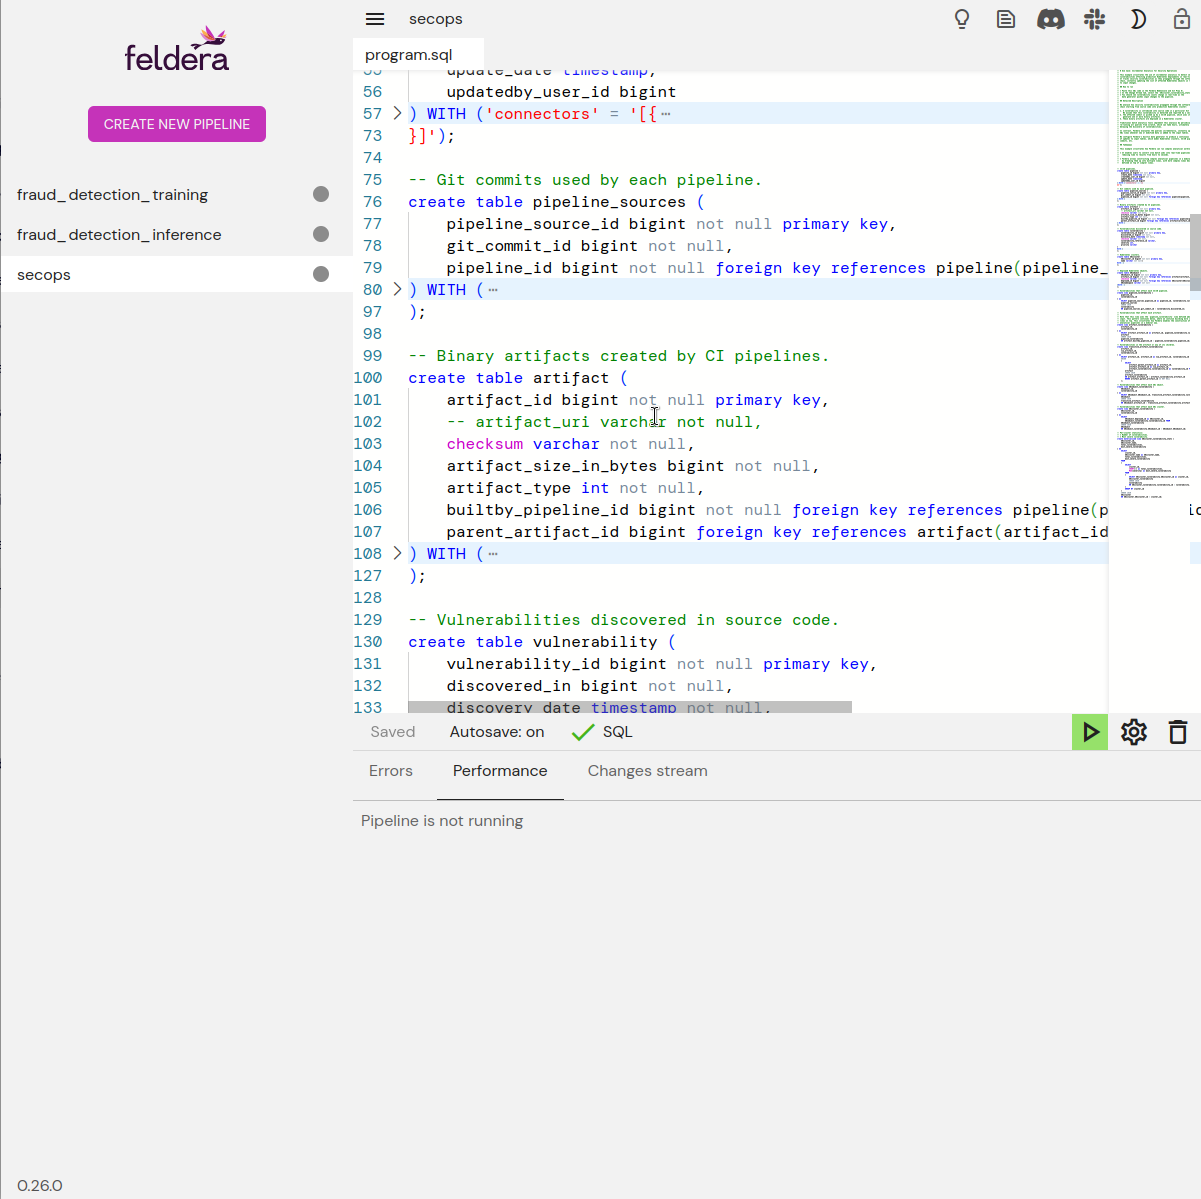 feldera
CREATE NEW PIPELINE
fraud_detection_training
fraud_detection_inference
secops
0.26.0
secops
program.sql
55 update_date timestamp,
56 updatedby_user_id bigint
57 ) WITH ('connectors' = '[{ ⋯
73 }]');
74
75 -- Git commits used by each pipeline.
76 create table pipeline_sources (
77 pipeline_source_id bigint not null primary key,
78 git_commit_id bigint not null,
79 pipeline_id bigint not null foreign key references pipeline(pipeline_
80 ) WITH ( ⋯
97 );
98
99 -- Binary artifacts created by CI pipelines.
100 create table artifact (
101 artifact_id bigint not null primary key,
102 -- artifact_uri varchar not null,
103 checksum varchar not null,
104 artifact_size_in_bytes bigint not null,
105 artifact_type int not null,
106 builtby_pipeline_id bigint not null foreign key references pipeline(p id
107 parent_artifact_id bigint foreign key references artifact(artifact_id
108 ) WITH ( ⋯
127 );
128
129 -- Vulnerabilities discovered in source code.
130 create table vulnerability (
131 vulnerability_id bigint not null primary key,
132 discovered_in bigint not null,
133 discovery_date timestamp not null,
Saved Autosave: on SQL
Errors Performance Changes stream
Pipeline is not running